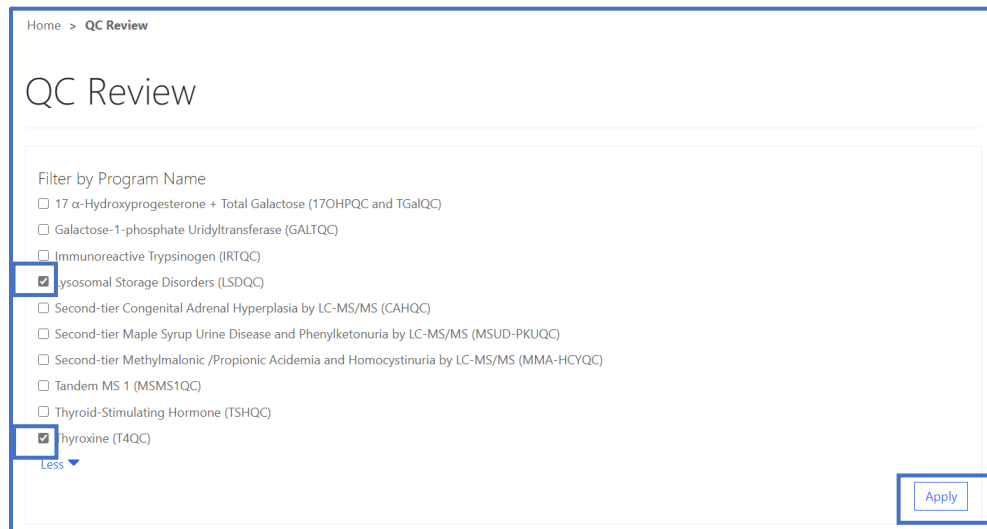 Home > QC Review
QC Review
Filter by Program Name
17 α-Hydroxyprogesterone + Total Galactose (17OHPQC and TGalQC)
Galactose-1-phosphate Uridyltransferase (GALTQC)
Immunoreactive Trypsinogen (IRTQC)
Lysosomal Storage Disorders (LSDQC)
Second-tier Congenital Adrenal Hyperplasia by LC-MS/MS (CAHQC)
Second-tier Maple Syrup Urine Disease and Phenylketonuria by LC-MS/MS (MSUD-PKUQC)
Second-tier Methylmalonic /Propionic Acidemia and Homocystinuria by LC-MS/MS (MMA-HCYQC)
Tandem MS 1 (MSMS1QC)
Thyroid-Stimulating Hormone (TSHQC)
Thyroxine (T4QC)
Less
Apply